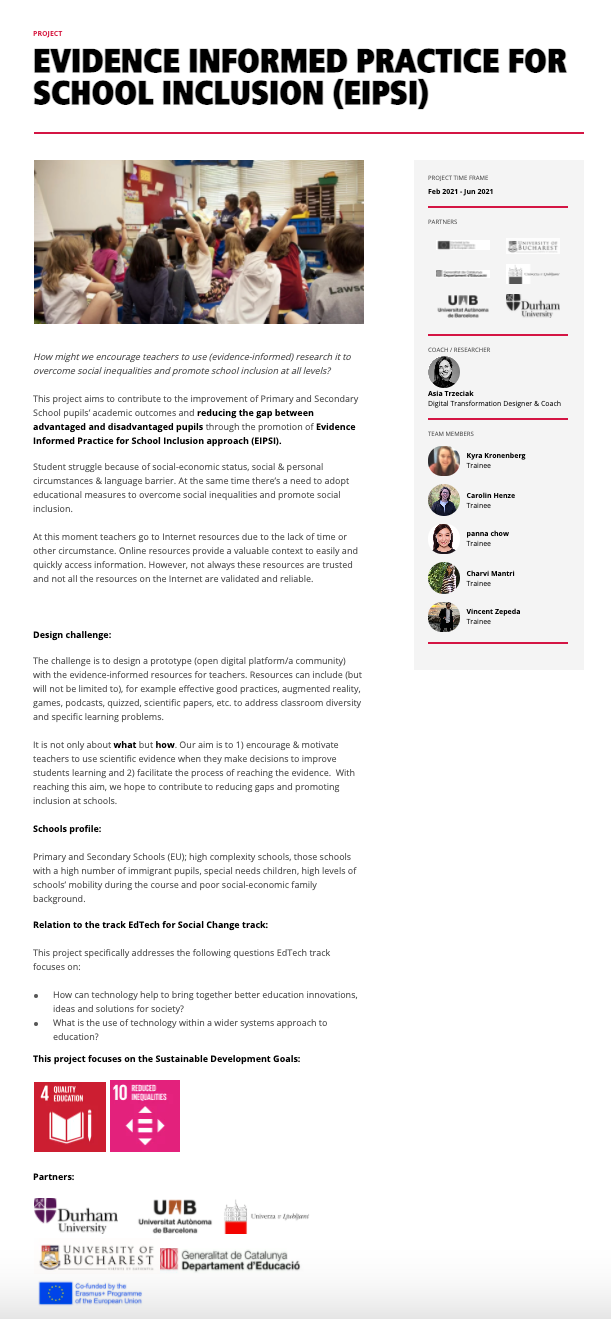 PROJECT
EVIDENCE INFORMED PRACTICE FOR
SCHOOL INCLUSION (EIPSI)
Lawso
How might we encourage teachers to use (evidence-informed) research it to
overcome social inequalities and promote school inclusion at all levels?
This project aims to contribute to the improvement of Primary and Secondary
School pupils' academic outcomes and reducing the gap between
advantaged and disadvantaged pupils through the promotion of Evidence
Informed Practice for School Inclusion approach (EIPSI).
Student struggle because of social-economic status, social & personal
circumstances & language barrier. At the same time there's a need to adopt
educational measures to overcome social inequalities and promote social
inclusion.
At this moment teachers go to Internet resources due to the lack of time or
other circumstance. Online resources provide a valuable context to easily and
quickly access information. However, not always these resources are trusted
and not all the resources on the Internet are validated and reliable.
Design challenge:
The challenge is to design a prototype (open digital platform/a community)
with the evidence-informed resources for teachers. Resources can include (but
will not be limited to), for example effective good practices, augmented reality,
games, podcasts, quizzed, scientific papers, etc. to address classroom diversity
and specific learning problems.
It is not only about what but how. Our aim is to 1) encourage & motivate
teachers to use scientific evidence when they make decisions to improve
students learning and 2) facilitate the process of reaching the evidence. With
reaching this aim, we hope to contribute to reducing gaps and promoting
inclusion at schools.
Schools profile:
Primary and Secondary Schools (EU); high complexity schools, those schools
with a high number of immigrant pupils, special needs children, high levels of
schools' mobility during the course and poor social-economic family
background.
Relation to the track EdTech for Social Change track:
This project specifically addresses the following questions EdTech track
focuses on:
● How can technology help to bring together better education innovations,
ideas and solutions for society?
● What is the use of technology within a wider systems approach to
education?
This project focuses on the Sustainable Development Goals:
4 QUALITY
EDUCATION
10 REDUCED
INEQUALITIES
Partners:
Durham
University
UAB
Universitat Autònoma
de Barcelona
Univerza v Ljubljani
UNIVERSITY OF
BUCHAREST
Generalitat de Catalunya
Departament d'Educació
Co-funded by the
Erasmus+ Programme
of the European Union
PROJECT TIME FRAME
Feb 2021 - Jun 2021
PARTNERS
UNIVERSITY OF
BUCHAREST
Generalitat de Catalunya
Departament d'Educació
Univerza v Ljubljani
UAB
Universitat Autònoma
de Barcelona
Durham
University
COACH / RESEARCHER
Asia Trzeciak
Digital Transformation Designer & Coach
TEAM MEMBERS
Kyra Kronenberg
Trainee
Carolin Henze
Trainee
panna chow
Trainee
Charvi Mantri
Trainee
Vincent Zepeda
Trainee